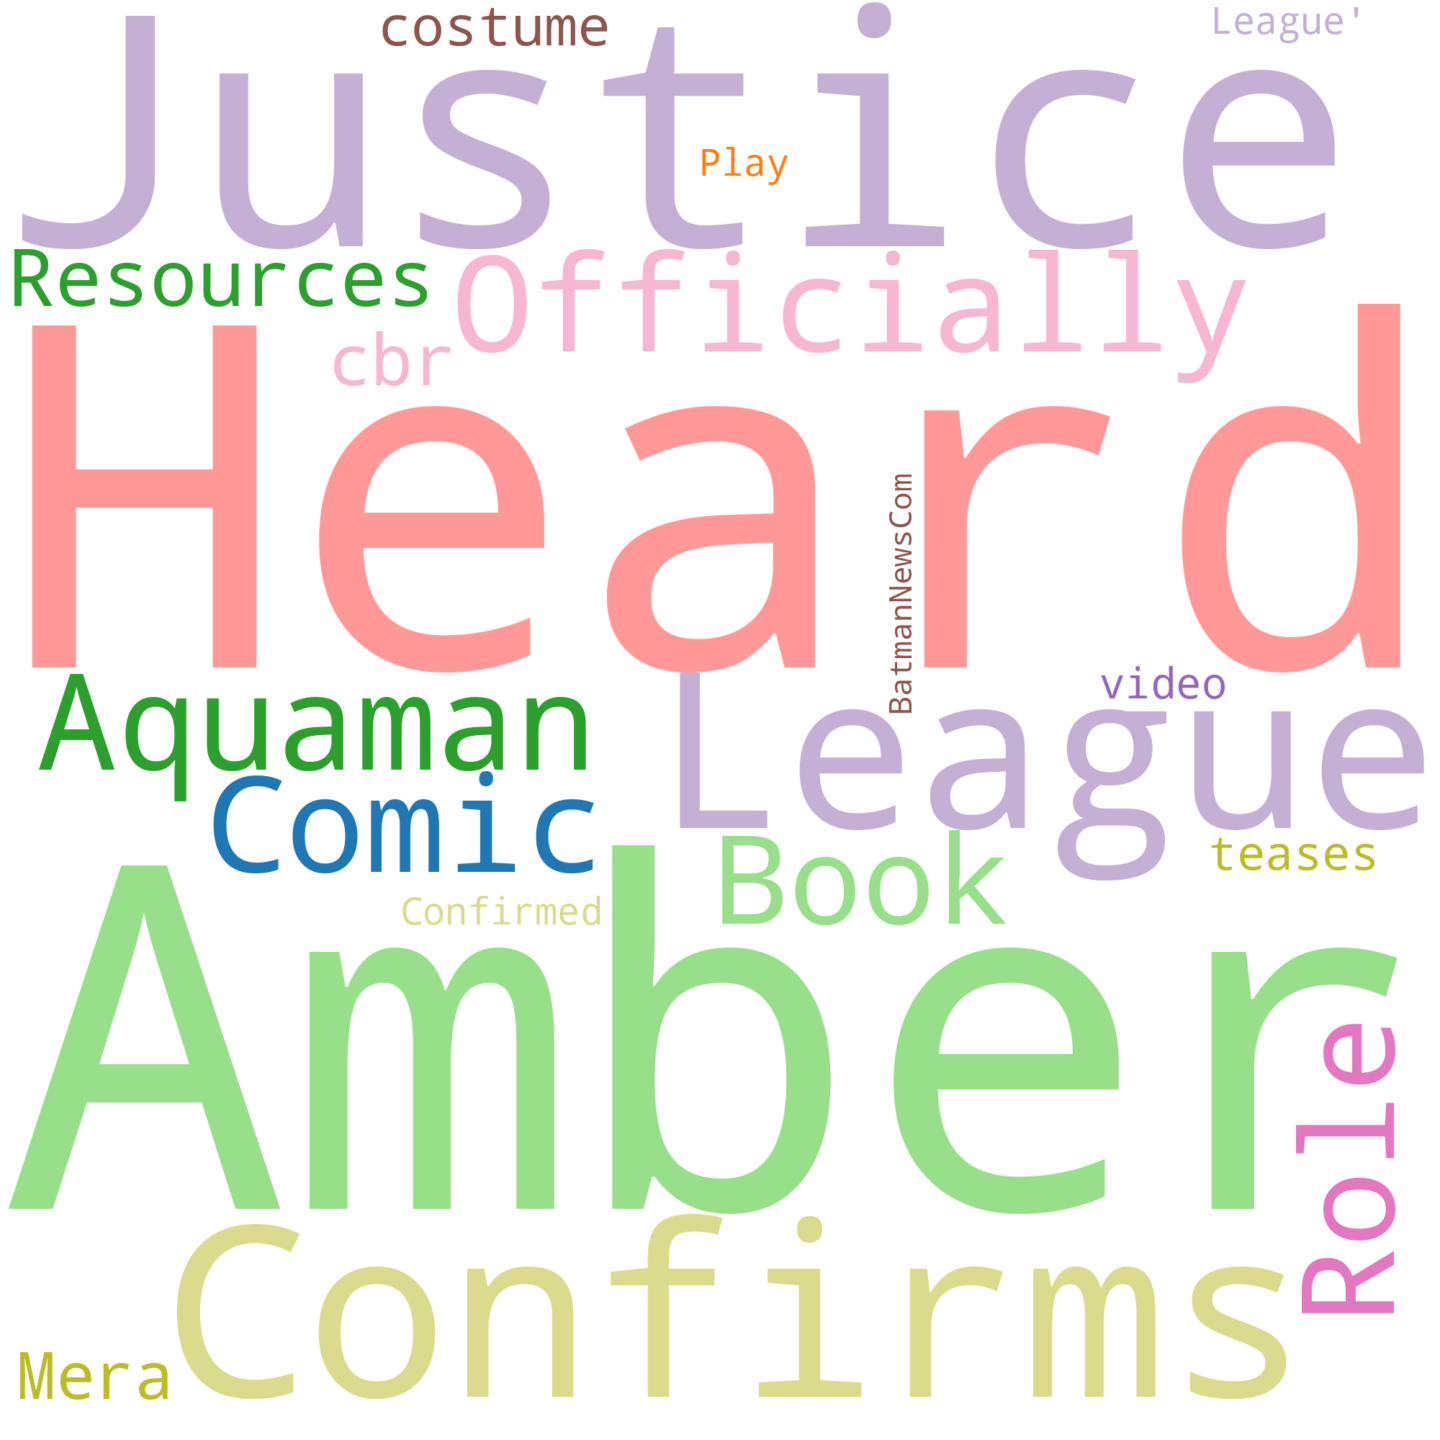 costume
League'
Justice
Play
Resources
Officially
cbr
Heard
BatmanNewsCom
Aquaman
video
League
Comic
Book
teases
Confirmed
Amber
Role
Confirms
Mera